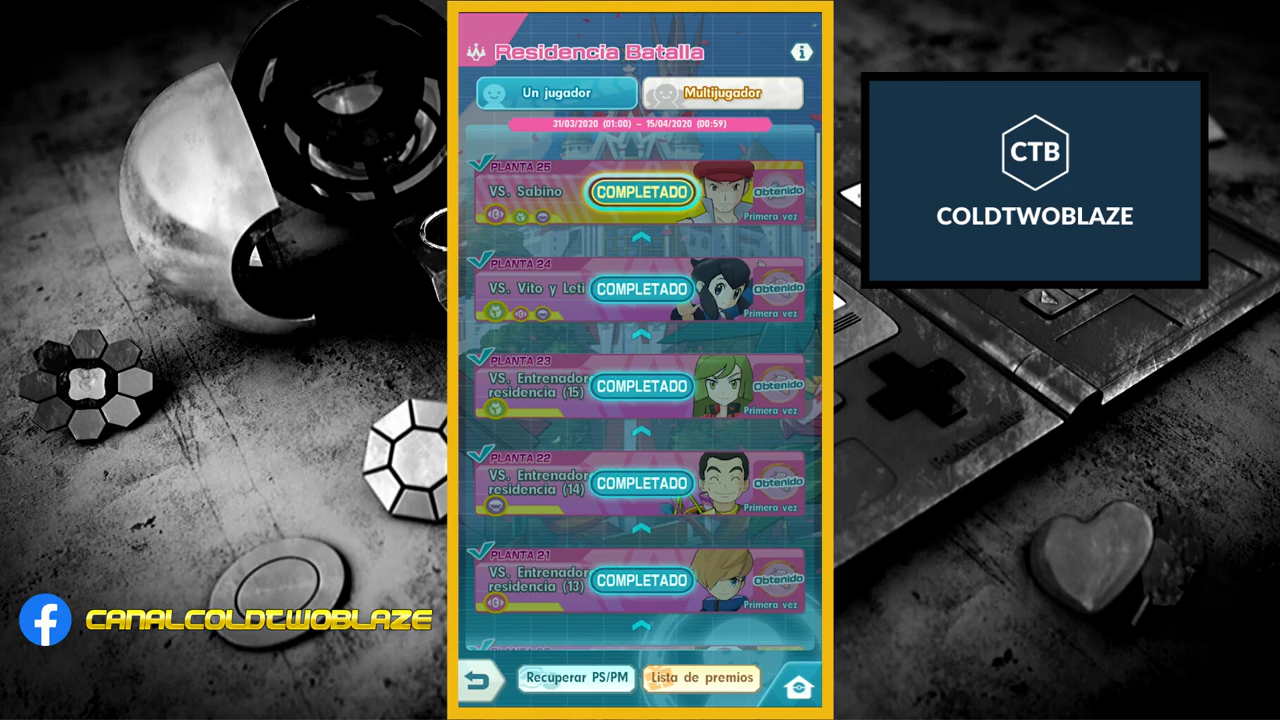 Residencia Batalla
Un jugador
Multijugador
31/03/2020 (01:00) – 15/04/2020 (00:59)
PLANTA 25
VS. Sabino
COMPLETADO
Obtenido
Primera vez
PLANTA 24
VS. Vito y Leti
COMPLETADO
Obtenido
Primera vez
PLANTA 23
VS. Entrenador
residencia (15)
COMPLETADO
Obtenido
Primera vez
PLANTA 22
VS. Entrenador
residencia (14)
COMPLETADO
Obtenido
Primera vez
PLANTA 21
VS. Entrenador
residencia (13)
COMPLETADO
Obtenido
Primera vez
Recuperar PS/PM
Lista de premios
CTB
COLDTWOBLAZE
CANALCOLDTWOBLAZE